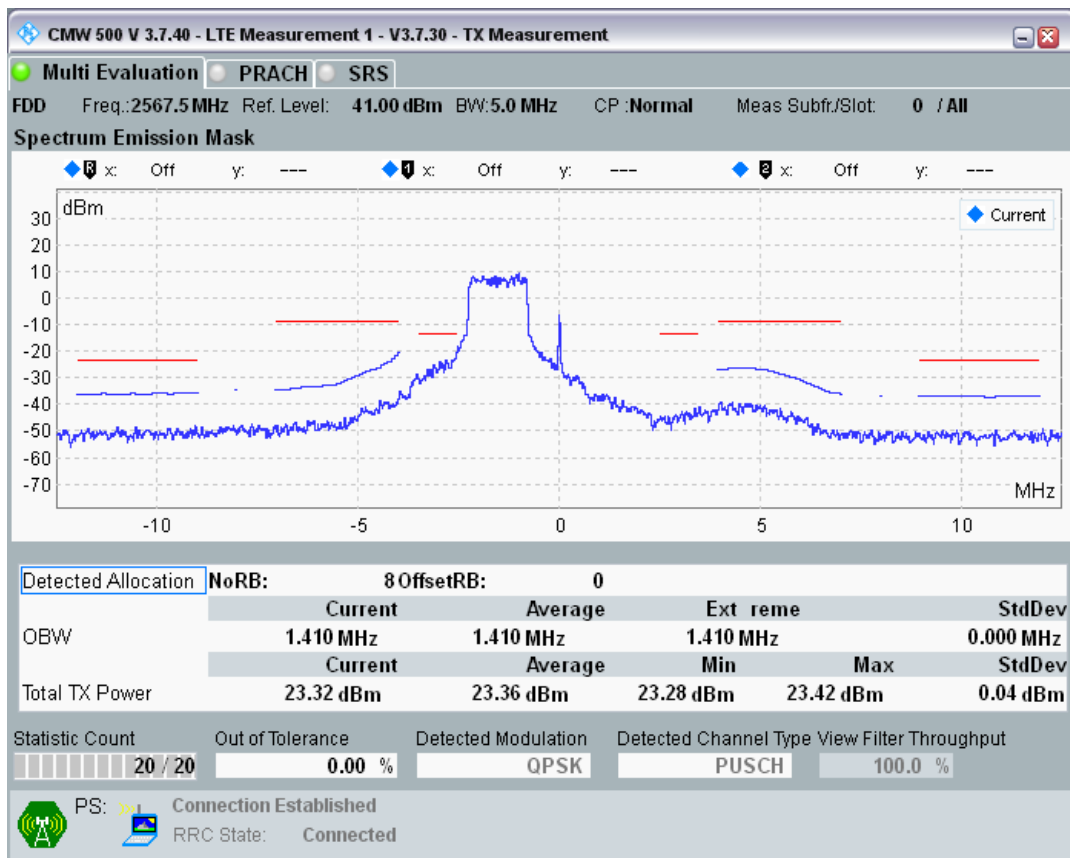 CMW 500 V 3.7.40 - LTE Measurement 1 - V3.7.30 - TX Measurement
Multi Evaluation PRACH SRS
FDD Freq.:2567.5 MHz Ref. Level: 41.00 dBm BW:5.0 MHz CP :Normal Meas Subfr./Slot: 0 / All
Spectrum Emission Mask
R x: Off y: --- 1 x: Off y: --- 2 x: Off y: ---
dBm
Current
30
20
10
0
-10
-20
-30
-40
-50
-60
-70
MHz
-10 -5 0 5 10
Detected Allocation NoRB: 8 OffsetRB: 0
Current Average Ext reme StdDev
OBW 1.410 MHz 1.410 MHz 1.410 MHz 0.000 MHz
Current Average Min Max StdDev
Total TX Power 23.32 dBm 23.36 dBm 23.28 dBm 23.42 dBm 0.04 dBm
Statistic Count Out of Tolerance Detected Modulation Detected Channel Type View Filter Throughput
20 / 20 0.00 % QPSK PUSCH 100.0 %
PS: Connection Established
RRC State: Connected